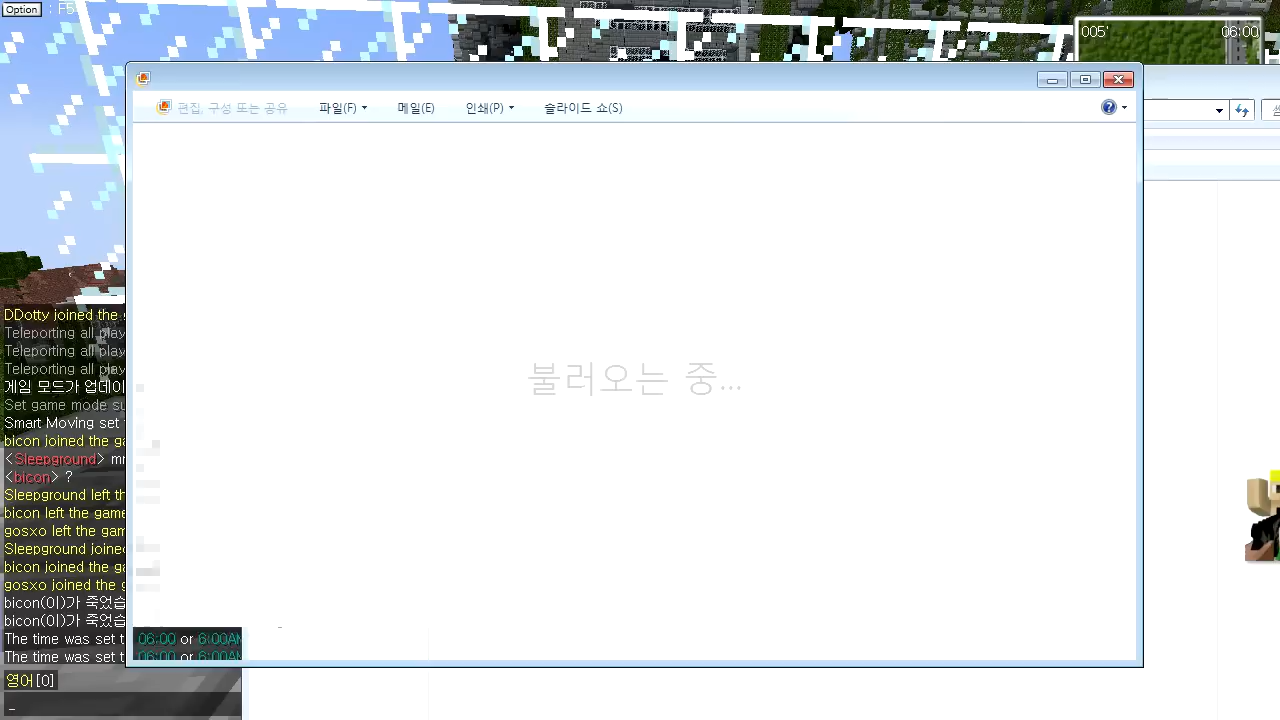 Option : F5
005' 06:00
편집, 구성 또는 공유 파일(F) 메일(E) 인쇄(P) 슬라이드 쇼(S)
불러오는 중...
DDotty joined the
Teleporting all play
Teleporting all play
Teleporting all play
게임 모드가 업데이
Set game mode su
Smart Moving set
bicon joined the ga
<Sleepground> mr
<bicon> ?
Sleepground left th
bicon left the game
gosxo left the gam
Sleepground joined
bicon joined the ga
gosxo joined the g
bicon(이)가 죽었습
bicon(이)가 죽었습
The time was set t 06:00 or 6:00AM
The time was set t 06:00 or 6:00AM
영어[0]
_